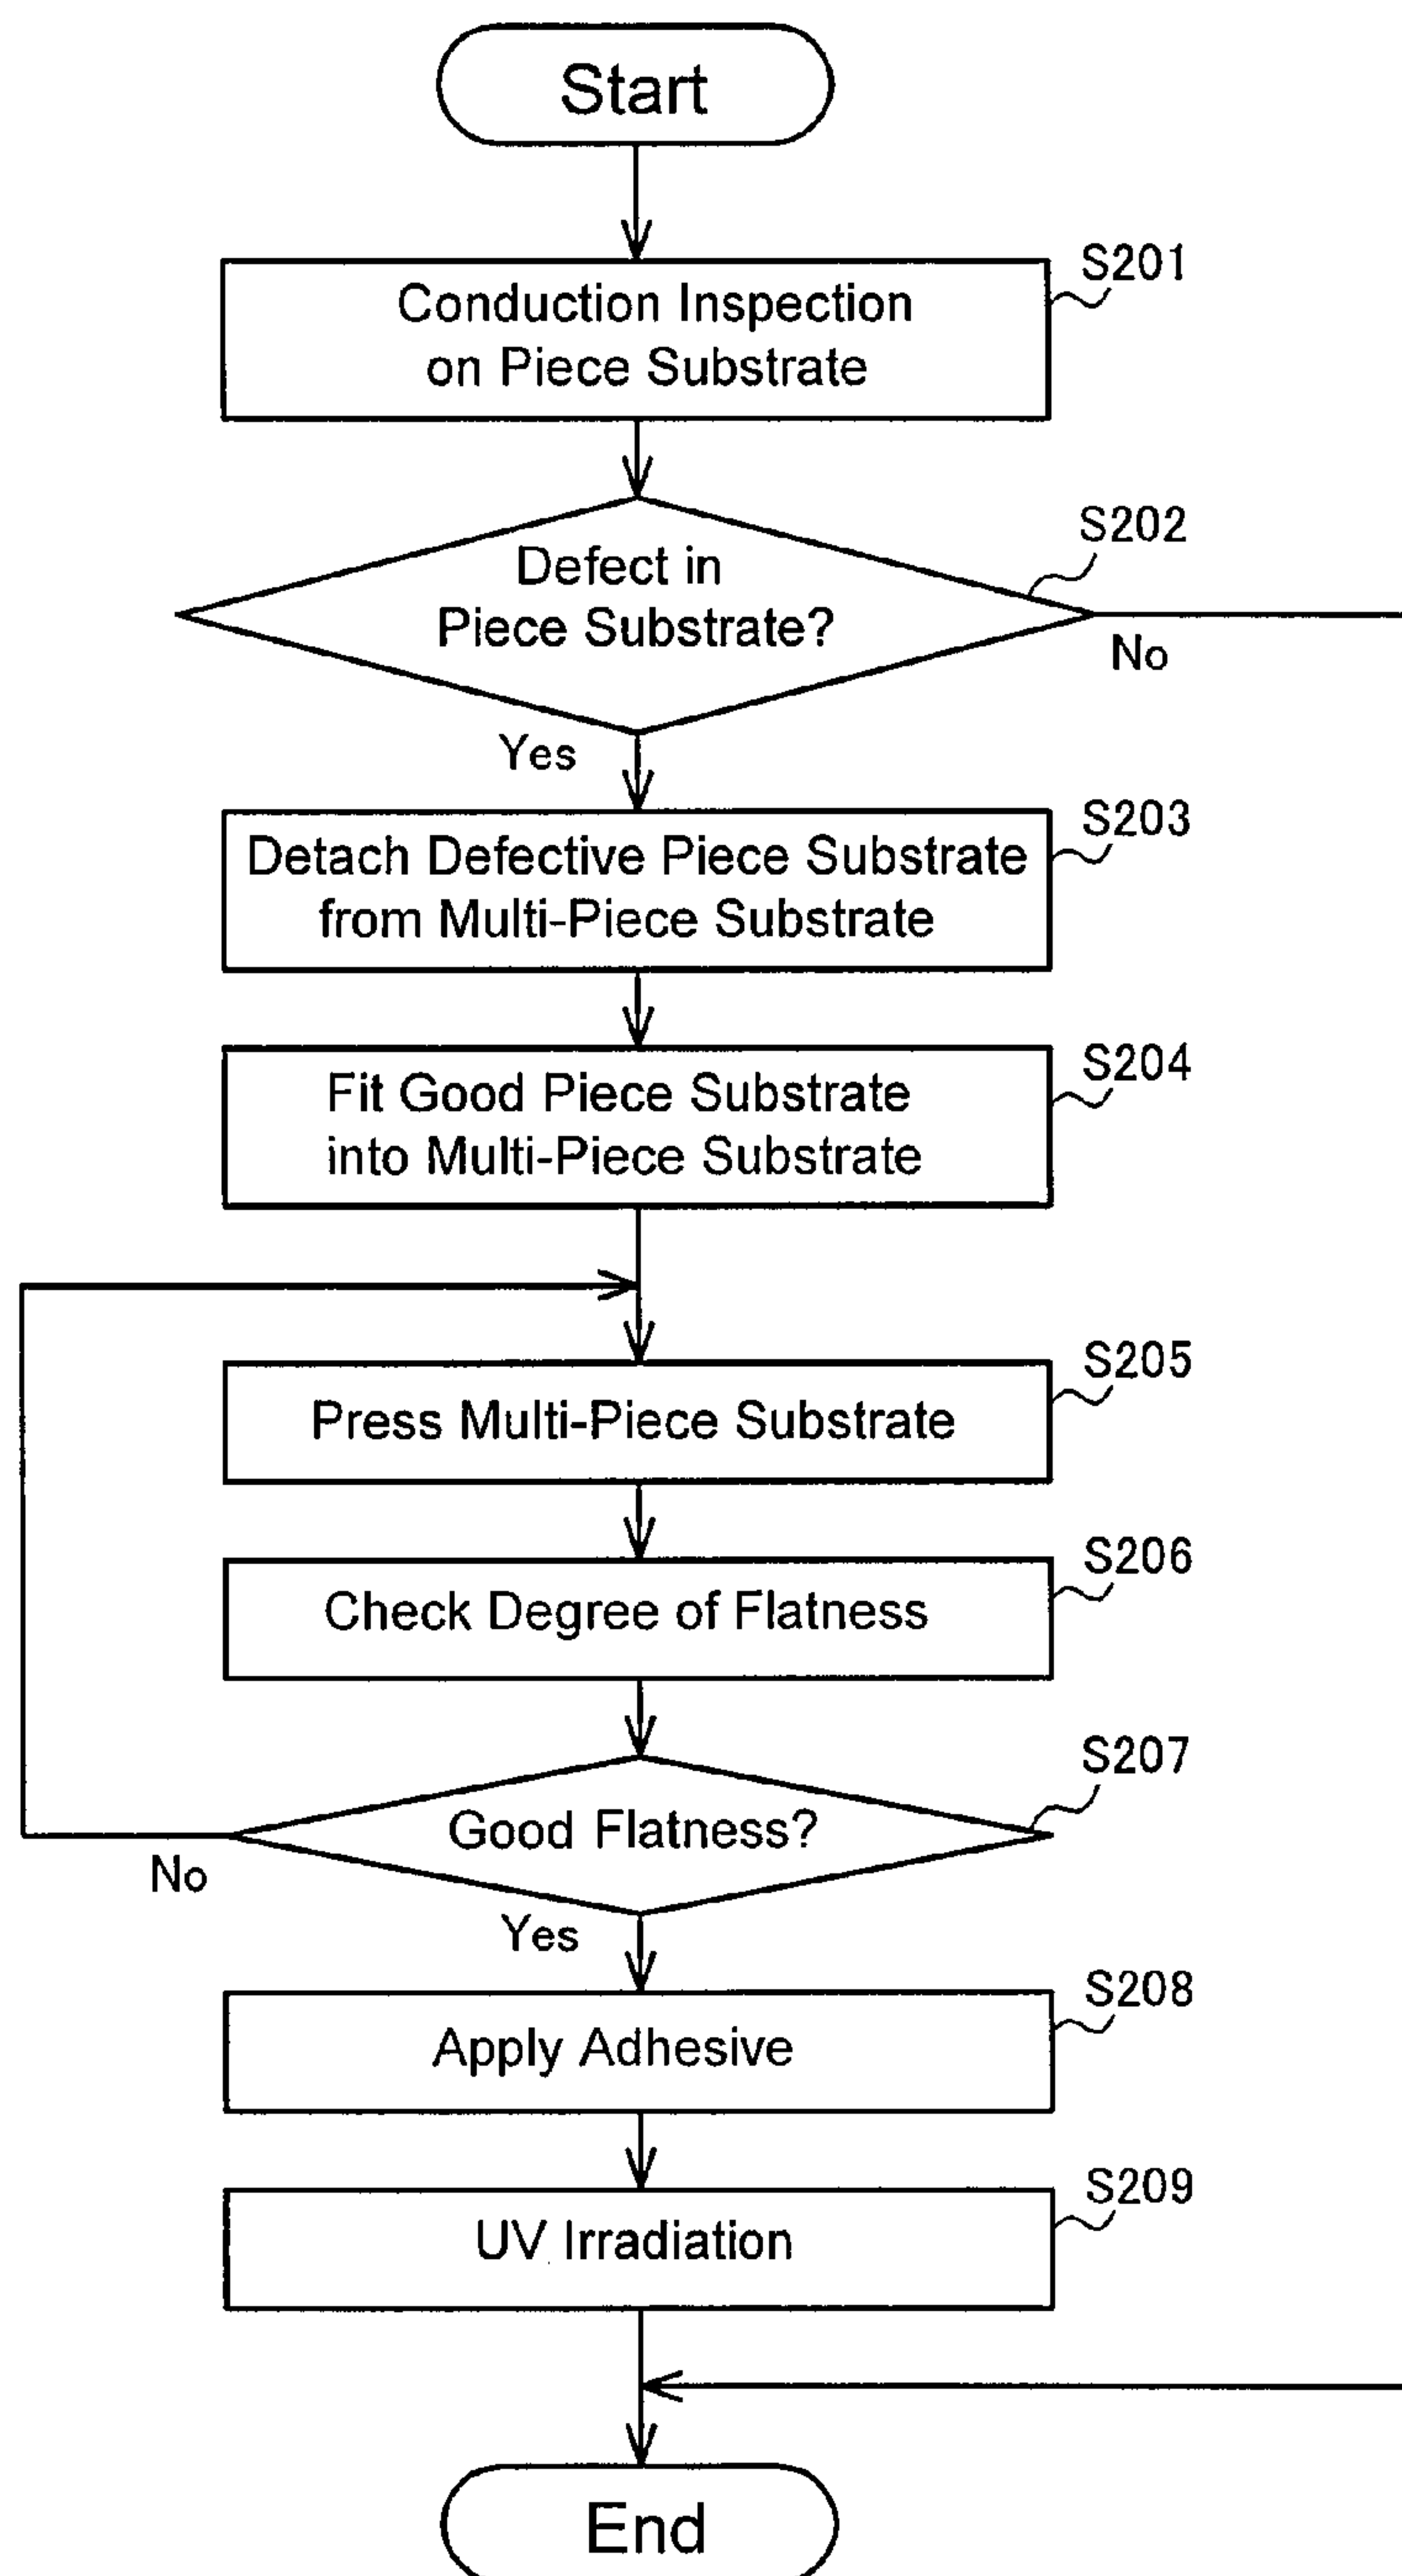 Start
S201
Conduction Inspection
on Piece Substrate
S202
Defect in
Piece Substrate?
No
Yes
S203
Detach Defective Piece Substrate
from Multi-Piece Substrate
S204
Fit Good Piece Substrate
into Multi-Piece Substrate
S205
Press Multi-Piece Substrate
S206
Check Degree of Flatness
S207
Good Flatness?
No
Yes
S208
Apply Adhesive
S209
UV Irradiation
End